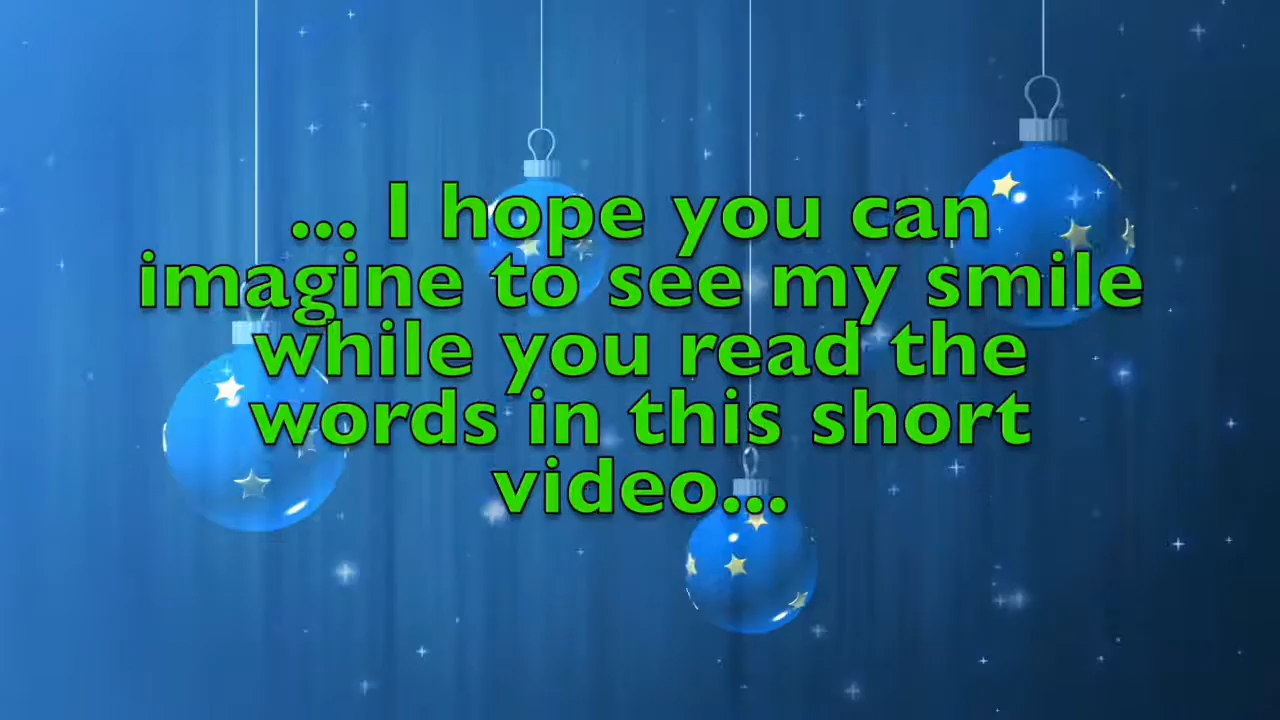 ... I hope you can
imagine to see my smile
while you read the
words in this short
video...